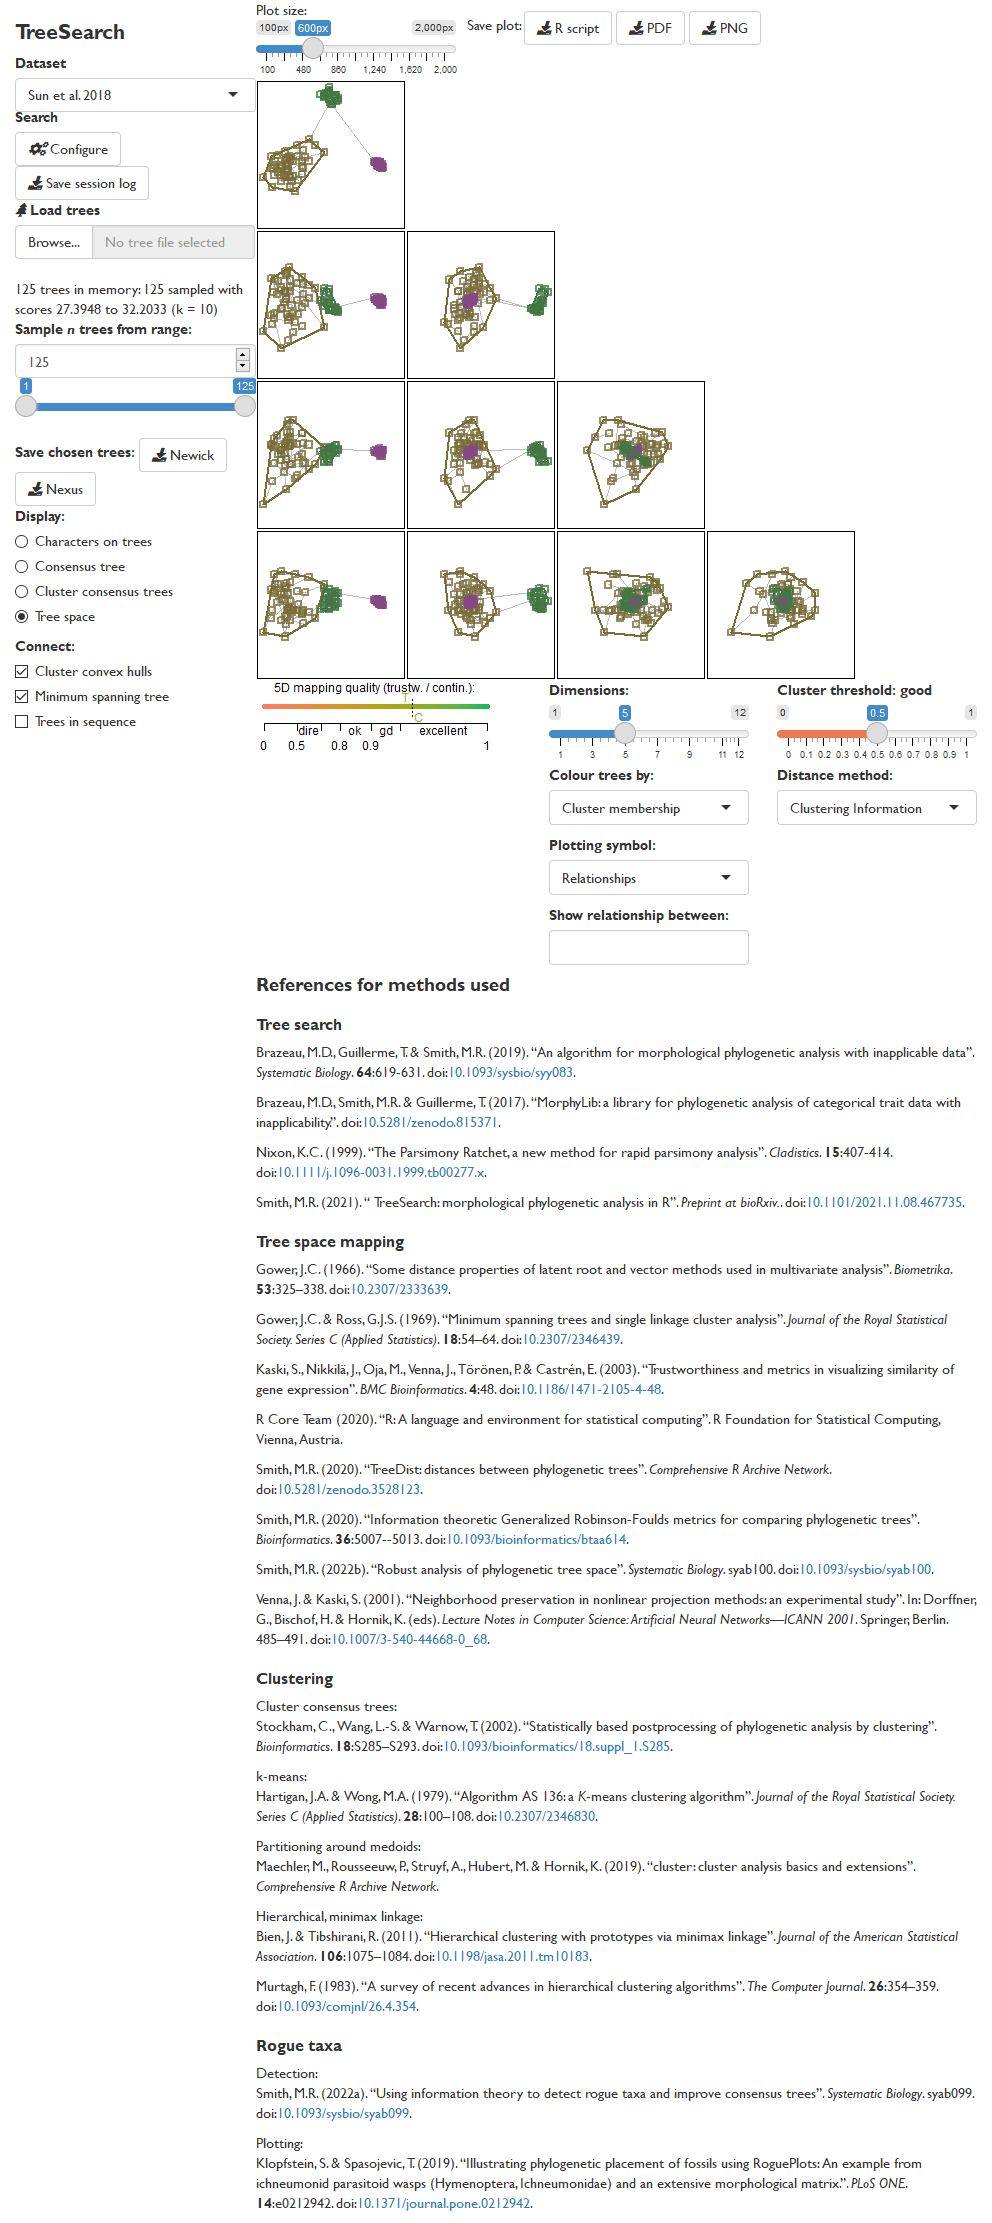 TreeSearch
Dataset
Sun et al. 2018
Search
Configure
Save session log
Load trees
Browse... No tree file selected
125 trees in memory: 125 sampled with
scores 27.3948 to 32.2033 (k = 10)
Sample n trees from range:
125
1 125
Save chosen trees: Newick
Nexus
Display:
Characters on trees
Consensus tree
Cluster consensus trees
Tree space
Connect:
Cluster convex hulls
Minimum spanning tree
Trees in sequence
Plot size:
100px 600px 2,000px
100 480 860 1,240 1,620 2,000
Save plot: R script PDF PNG
5D mapping quality (trustw. / contin.):
T
C
dire ok gd excellent
0 0.5 0.8 0.9 1
Dimensions:
1 5 12
1 3 5 7 9 11 12
Colour trees by:
Cluster membership
Plotting symbol:
Relationships
Show relationship between:
Cluster threshold: good
0 0.5 1
0 0.1 0.2 0.3 0.4 0.5 0.6 0.7 0.8 0.9 1
Distance method:
Clustering Information
References for methods used
Tree search
Brazeau, M.D., Guillerme, T. & Smith, M.R. (2019). “An algorithm for morphological phylogenetic analysis with inapplicable data”.
Systematic Biology. 64:619-631. doi:10.1093/sysbio/syy083.
Brazeau, M.D., Smith, M.R. & Guillerme, T. (2017). “MorphyLib: a library for phylogenetic analysis of categorical trait data with
inapplicability.”. doi:10.5281/zenodo.815371.
Nixon, K.C. (1999). “The Parsimony Ratchet, a new method for rapid parsimony analysis”. Cladistics. 15:407-414.
doi:10.1111/j.1096-0031.1999.tb00277.x.
Smith, M.R. (2021). “ TreeSearch: morphological phylogenetic analysis in R”. Preprint at bioRxiv.. doi:10.1101/2021.11.08.467735.
Tree space mapping
Gower, J.C. (1966). “Some distance properties of latent root and vector methods used in multivariate analysis”. Biometrika.
53:325–338. doi:10.2307/2333639.
Gower, J.C. & Ross, G.J.S. (1969). “Minimum spanning trees and single linkage cluster analysis”. Journal of the Royal Statistical
Society. Series C (Applied Statistics). 18:54–64. doi:10.2307/2346439.
Kaski, S., Nikkilä, J., Oja, M., Venna, J., Törönen, P. & Castrén, E. (2003). “Trustworthiness and metrics in visualizing similarity of
gene expression”. BMC Bioinformatics. 4:48. doi:10.1186/1471-2105-4-48.
R Core Team (2020). “R: A language and environment for statistical computing”. R Foundation for Statistical Computing,
Vienna, Austria.
Smith, M.R. (2020). “TreeDist: distances between phylogenetic trees”. Comprehensive R Archive Network.
doi:10.5281/zenodo.3528123.
Smith, M.R. (2020). “Information theoretic Generalized Robinson-Foulds metrics for comparing phylogenetic trees”.
Bioinformatics. 36:5007--5013. doi:10.1093/bioinformatics/btaa614.
Smith, M.R. (2022b). “Robust analysis of phylogenetic tree space”. Systematic Biology. syab100. doi:10.1093/sysbio/syab100.
Venna, J. & Kaski, S. (2001). “Neighborhood preservation in nonlinear projection methods: an experimental study”. In: Dorffner,
G., Bischof, H. & Hornik, K. (eds). Lecture Notes in Computer Science: Artificial Neural Networks—ICANN 2001. Springer, Berlin.
485–491. doi:10.1007/3-540-44668-0_68.
Clustering
Cluster consensus trees:
Stockham, C., Wang, L.-S. & Warnow, T. (2002). “Statistically based postprocessing of phylogenetic analysis by clustering”.
Bioinformatics. 18:S285–S293. doi:10.1093/bioinformatics/18.suppl_1.S285.
k-means:
Hartigan, J.A. & Wong, M.A. (1979). “Algorithm AS 136: a K-means clustering algorithm”. Journal of the Royal Statistical Society.
Series C (Applied Statistics). 28:100–108. doi:10.2307/2346830.
Partitioning around medoids:
Maechler, M., Rousseeuw, P., Struyf, A., Hubert, M. & Hornik, K. (2019). “cluster: cluster analysis basics and extensions”.
Comprehensive R Archive Network.
Hierarchical, minimax linkage:
Bien, J. & Tibshirani, R. (2011). “Hierarchical clustering with prototypes via minimax linkage”. Journal of the American Statistical
Association. 106:1075–1084. doi:10.1198/jasa.2011.tm10183.
Murtagh, F. (1983). “A survey of recent advances in hierarchical clustering algorithms”. The Computer Journal. 26:354–359.
doi:10.1093/comjnl/26.4.354.
Rogue taxa
Detection:
Smith, M.R. (2022a). “Using information theory to detect rogue taxa and improve consensus trees”. Systematic Biology. syab099.
doi:10.1093/sysbio/syab099.
Plotting:
Klopfstein, S. & Spasojevic, T. (2019). “Illustrating phylogenetic placement of fossils using RoguePlots: An example from
ichneumonid parasitoid wasps (Hymenoptera, Ichneumonidae) and an extensive morphological matrix.”. PLoS ONE.
14:e0212942. doi:10.1371/journal.pone.0212942.